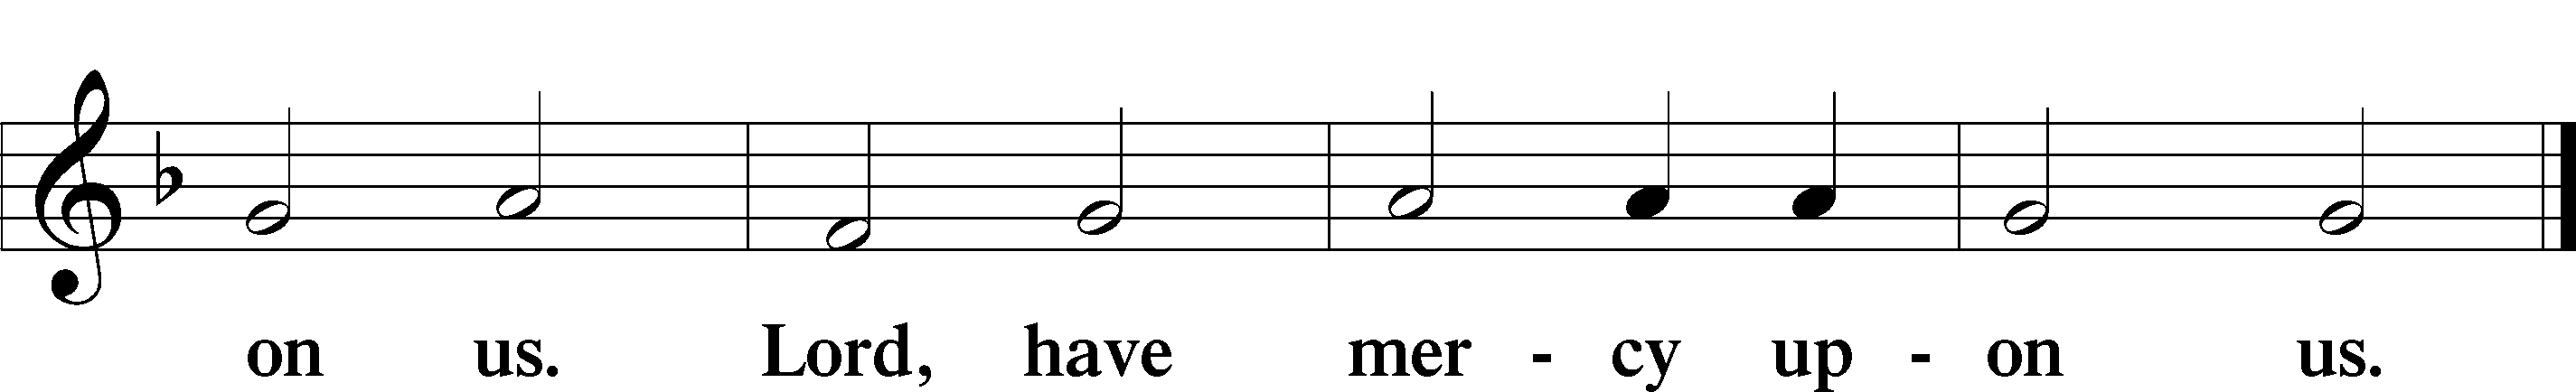 on us. Lord, have mer - cy up - on us.